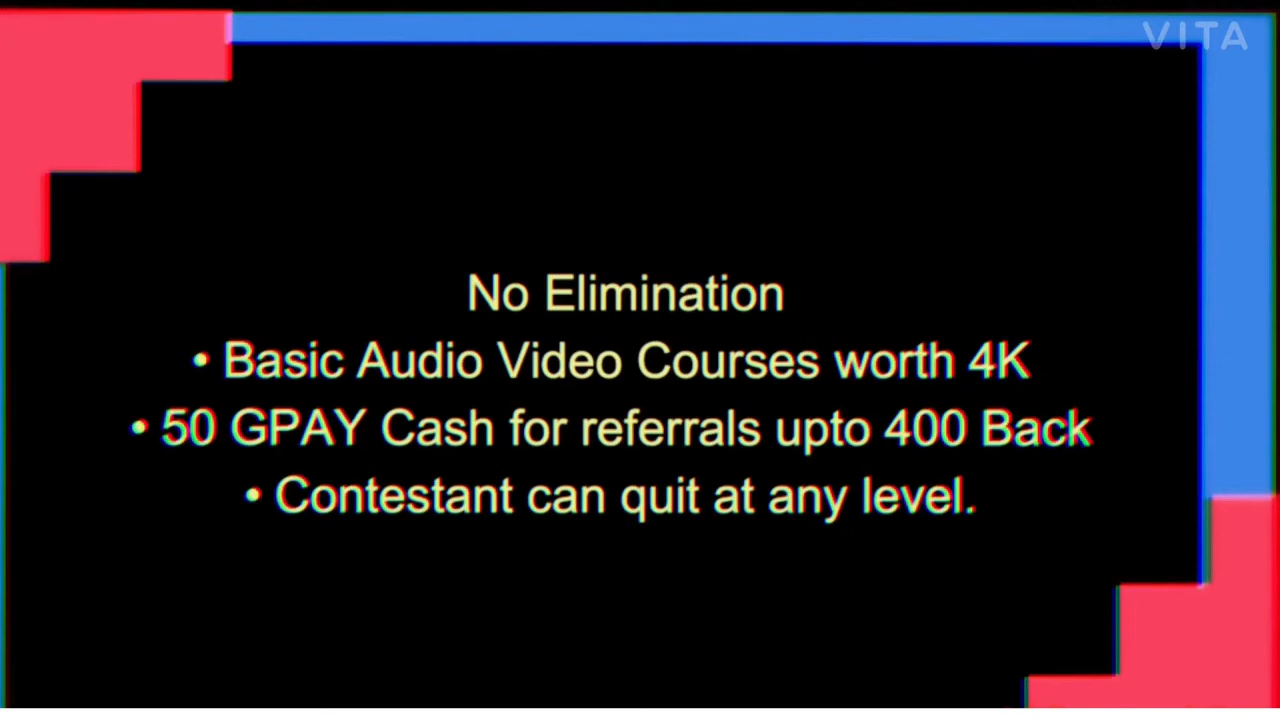 VITA
No Elimination
• Basic Audio Video Courses worth 4K
• 50 GPAY Cash for referrals upto 400 Back
• Contestant can quit at any level.